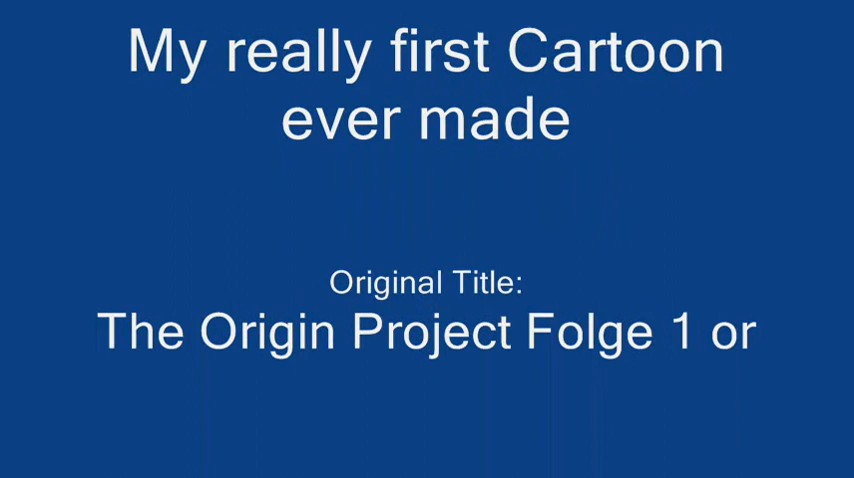 My really first Cartoon
ever made
Original Title:
The Origin Project Folge 1 or